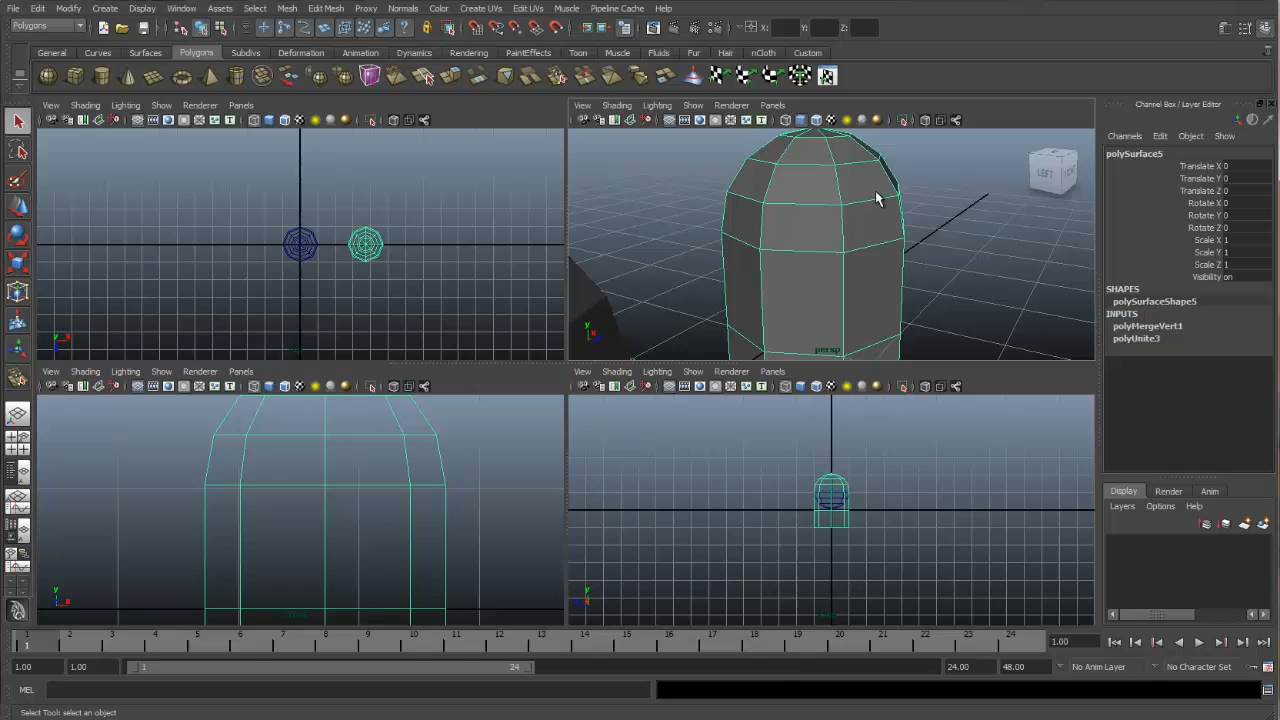 File Edit Modify Create Display Window Assets Select Mesh Edit Mesh Proxy Normals Color Create UVs Edit UVs Muscle Pipeline Cache Help
Polygons X: Y: Z:
General Curves Surfaces Polygons Subdivs Deformation Animation Dynamics Rendering PaintEffects Toon Muscle Fluids Fur Hair nCloth Custom
View Shading Lighting Show Renderer Panels
View Shading Lighting Show Renderer Panels
LEFT
persp
View Shading Lighting Show Renderer Panels
View Shading Lighting Show Renderer Panels
Channel Box / Layer Editor
Channels Edit Object Show
polySurface5
Translate X 0
Translate Y 0
Translate Z 0
Rotate X 0
Rotate Y 0
Rotate Z 0
Scale X 1
Scale Y 1
Scale Z 1
Visibility on
SHAPES
polySurfaceShape5
INPUTS
polyMergeVert1
polyUnite3
Display Render Anim
Layers Options Help
1 2 3 4 5 6 7 8 9 10 11 12 13 14 15 16 17 18 19 20 21 22 23 24
1
1.00
1.00 1.00 1 24 24.00 48.00 No Anim Layer No Character Set
MEL
Select Tool: select an object